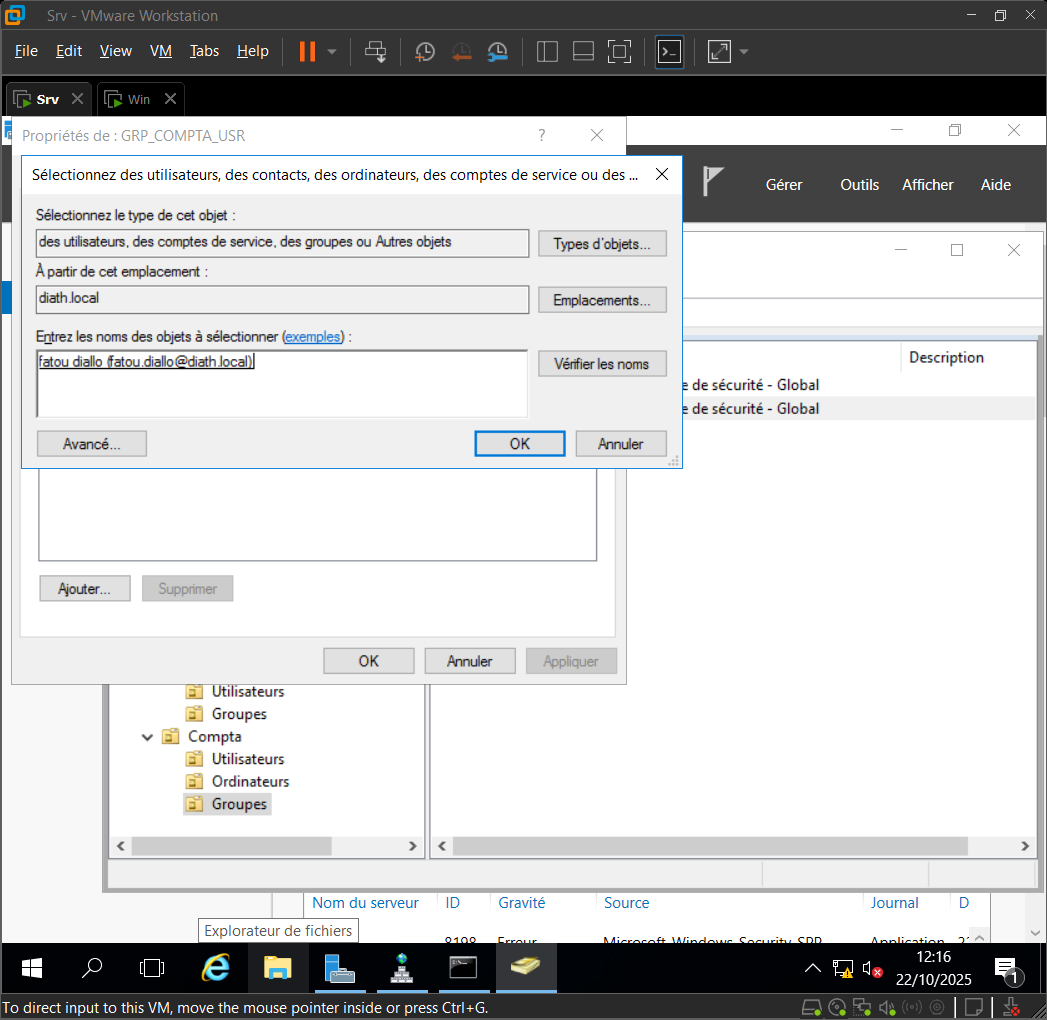 Srv - VMware Workstation
File Edit View VM Tabs Help
Srv Win
Propriétés de : GRP_COMPTA_USR ?
Sélectionnez des utilisateurs, des contacts, des ordinateurs, des comptes de service ou des ...
Gérer Outils Afficher Aide
Sélectionnez le type de cet objet :
des utilisateurs, des comptes de service, des groupes ou Autres objets
Types d'objets...
À partir de cet emplacement :
diath.local
Emplacements...
Entrez les noms des objets à sélectionner (exemples) :
fatou diallo (fatou.diallo@diath.local)
Vérifier les noms
Description
e de sécurité - Global
e de sécurité - Global
Avancé... OK Annuler
Ajouter... Supprimer
OK Annuler Appliquer
Utilisateurs
Groupes
Compta
Utilisateurs
Ordinateurs
Groupes
Nom du serveur ID Gravité Source Journal D
Explorateur de fichiers
8198 Erreur Microsoft-Windows-Security-SPP Application
12:16
22/10/2025
1
To direct input to this VM, move the mouse pointer inside or press Ctrl+G.